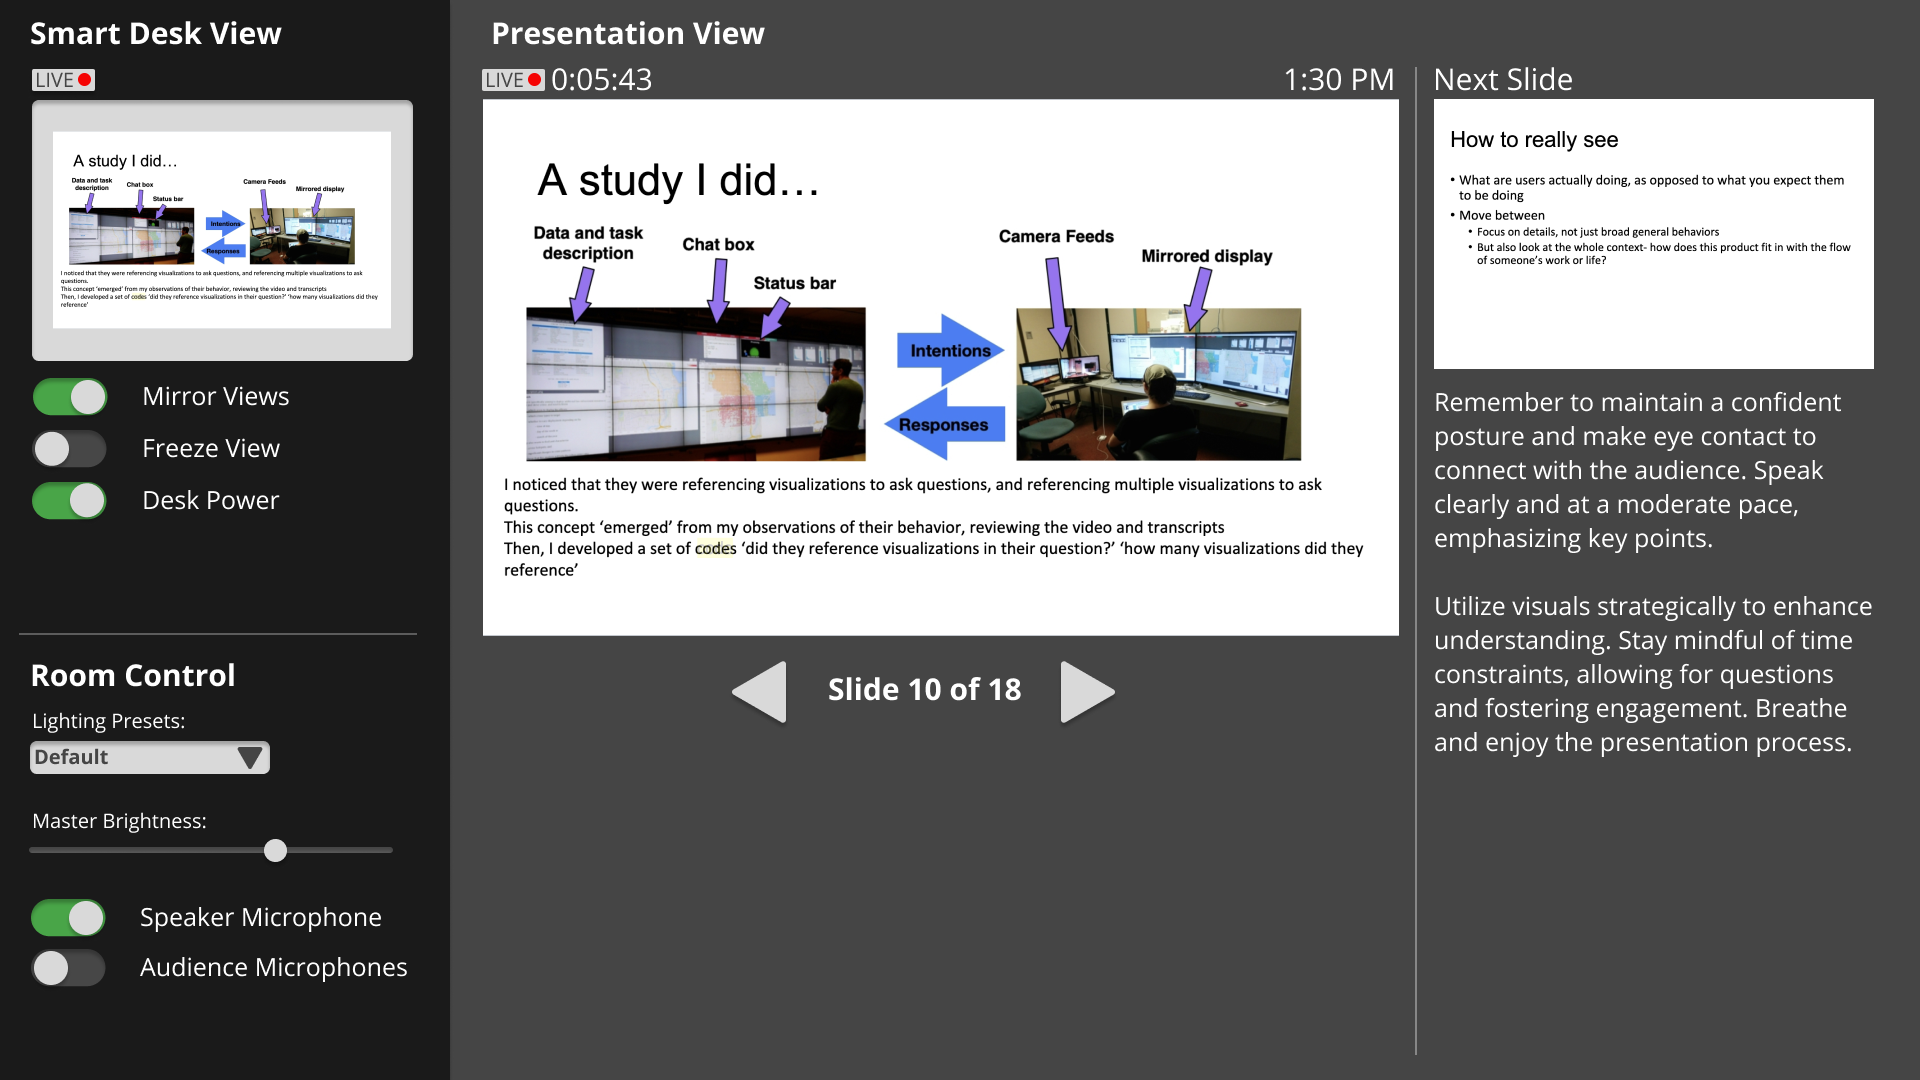 Smart Desk View
LIVE
A study I did...
Data and task
description
Chat box
Status bar
Camera Feeds
Mirrored display
Intentions
Responses
I noticed that they were referencing visualizations to ask questions, and referencing multiple visualizations to ask
questions.
This concept ‘emerged’ from my observations of their behavior, reviewing the video and transcripts
Then, I developed a set of codes ‘did they reference visualizations in their question?’ ‘how many visualizations did they
reference’
Mirror Views
Freeze View
Desk Power
Room Control
Lighting Presets:
Default
Master Brightness:
Speaker Microphone
Audience Microphones
Presentation View
LIVE 0:05:43
1:30 PM
A study I did...
Data and task
description
Chat box
Status bar
Camera Feeds
Mirrored display
Intentions
Responses
I noticed that they were referencing visualizations to ask questions, and referencing multiple visualizations to ask
questions.
This concept ‘emerged’ from my observations of their behavior, reviewing the video and transcripts
Then, I developed a set of codes ‘did they reference visualizations in their question?’ ‘how many visualizations did they
reference’
Slide 10 of 18
Next Slide
How to really see
• What are users actually doing, as opposed to what you expect them
to be doing
• Move between
• Focus on details, not just broad general behaviors
• But also look at the whole context- how does this product fit in with the flow
of someone’s work or life?
Remember to maintain a confident
posture and make eye contact to
connect with the audience. Speak
clearly and at a moderate pace,
emphasizing key points.
Utilize visuals strategically to enhance
understanding. Stay mindful of time
constraints, allowing for questions
and fostering engagement. Breathe
and enjoy the presentation process.